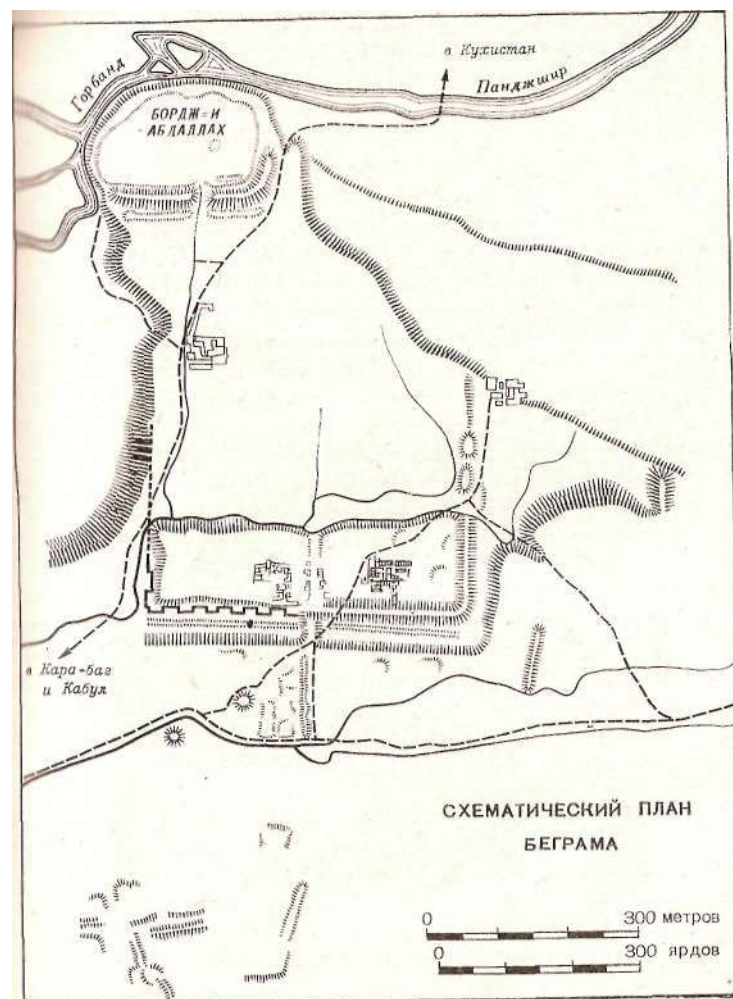 в Кухистан
Горбанд
Панджшир
БОРДЖ-И
АБДАЛЛАХ
в Кара-баг
и Кабул
СХЕМАТИЧЕСКИЙ ПЛАН
БЕГРАМА
0 300 метров
0 300 ярдов